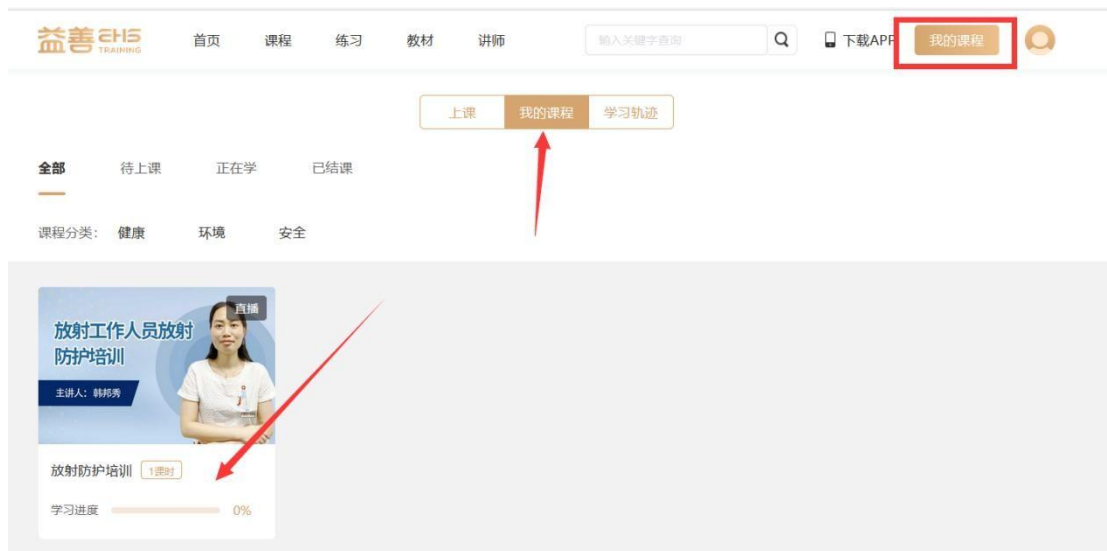 益善 EHS TRAINING 首页 课程 练习 教材 讲师 输入关键字查询 下载APP 我的课程
上课 我的课程 学习轨迹
全部 待上课 正在学 已结课
课程分类: 健康 环境 安全
直播
放射工作人员放射
防护培训
主讲人: 韩邦秀
放射防护培训 1课时
学习进度 0%